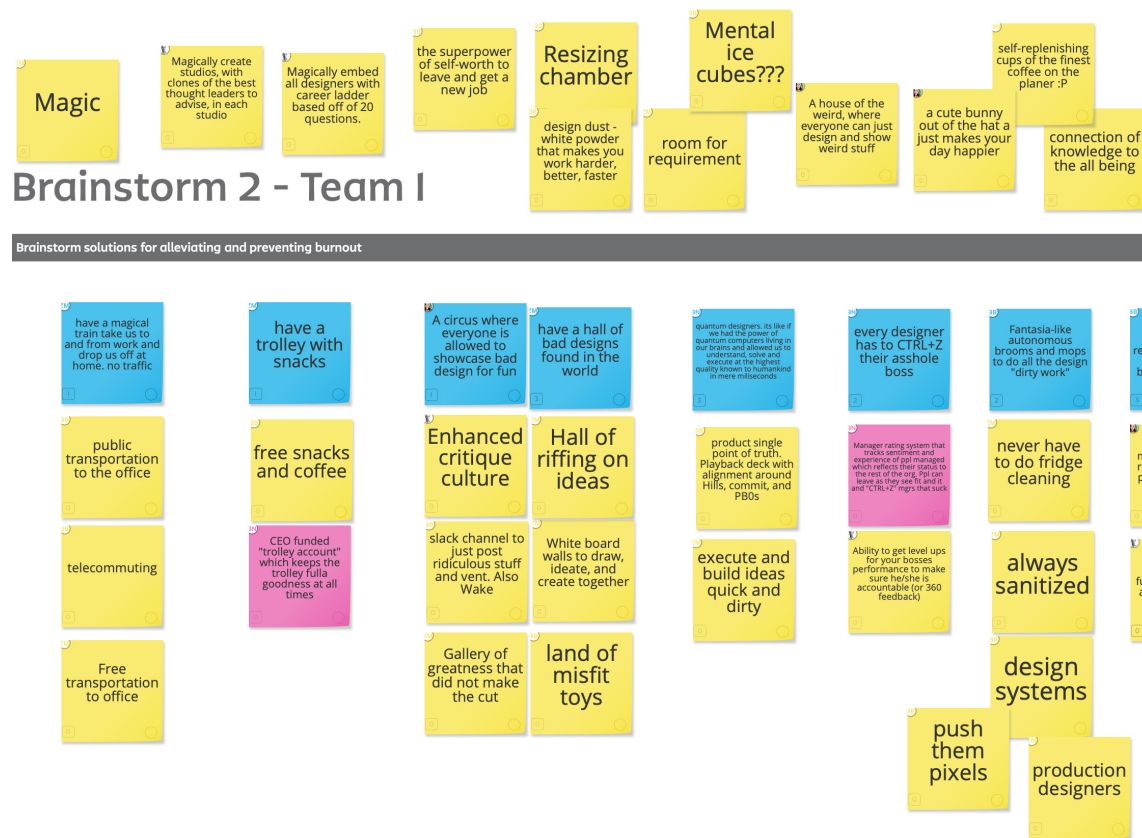 Magic
Magically create
studios, with
clones of the best
thought leaders to
advise, in each
studio
Magically embed
all designers with
career ladder
based off of 20
questions.
the superpower
of self-worth to
leave and get a
new job
Resizing
chamber
design dust -
white powder
that makes you
work harder,
better, faster
room for
requirement
Mental
ice
cubes???
A house of the
weird, where
everyone can just
design and show
weird stuff
a cute bunny
out of the hat a
just makes your
day happier
self-replenishing
cups of the finest
coffee on the
planer :P
connection of
knowledge to
the all being
Brainstorm 2 - Team 1
Brainstorm solutions for alleviating and preventing burnout
have a magical
train take us to
and from work and
drop us off at
home. no traffic
public
transportation
to the office
telecommuting
Free
transportation
to office
have a
trolley with
snacks
free snacks
and coffee
CEO funded
"trolley account"
which keeps the
trolley fulla
goodness at all
times
A circus where
everyone is
allowed to
showcase bad
design for fun
have a hall of
bad designs
found in the
world
Enhanced
critique
culture
Hall of
riffing on
ideas
slack channel to
just post
ridiculous stuff
and vent. Also
Wake
White board
walls to draw,
ideate, and
create together
Gallery of
greatness that
did not make
the cut
land of
misfit
toys
quantum designers. its like if
we had the power of
quantum computers living in
our brains and allowed us to
understand, solve and
execute at the highest
quality known to humankind
in mere miliseconds
product single
point of truth.
Playback deck with
alignment around
Hills, commit, and
PB0s
execute and
build ideas
quick and
dirty
every designer
has to CTRL+Z
their asshole
boss
Manager rating system that
tracks sentiment and
experience of ppl managed
which reflects their status to
the rest of the org. Ppl can
leave as they see fit and it
and "CTRL+Z" mgrs that suck
Ability to get level ups
for your bosses
performance to make
sure he/she is
accountable (or 360
feedback)
Fantasia-like
autonomous
brooms and mops
to do all the design
"dirty work"
never have
to do fridge
cleaning
always
sanitized
design
systems
push
them
pixels
production
designers